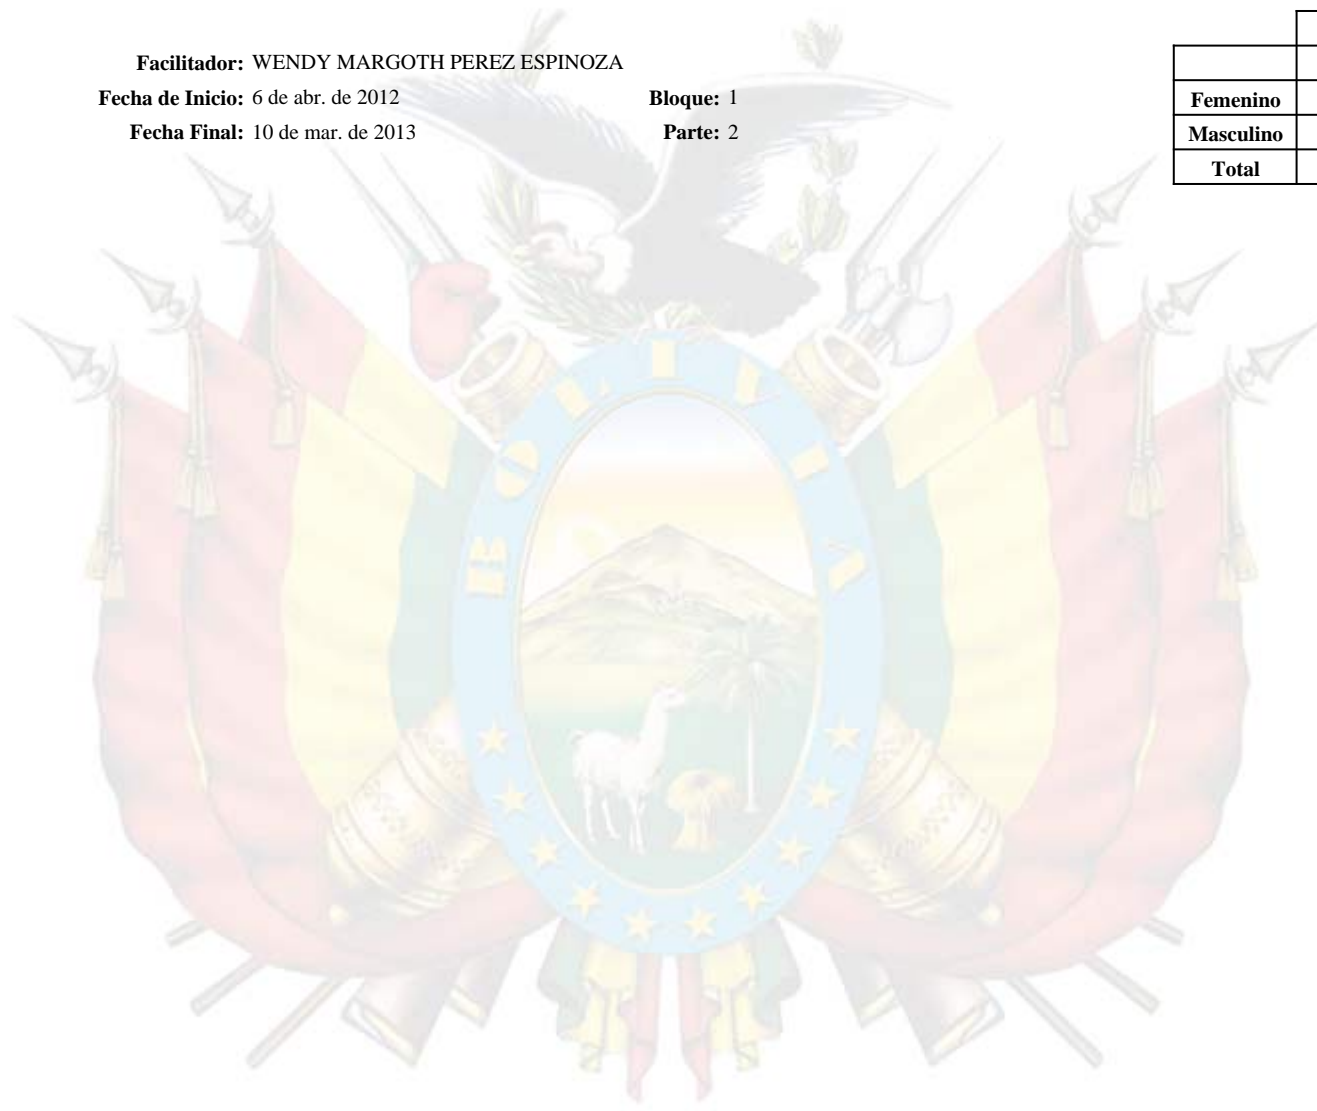 Facilitador: WENDY MARGOTH PEREZ ESPINOZA
Fecha de Inicio: 6 de abr. de 2012 Bloque: 1
Fecha Final: 10 de mar. de 2013 Parte: 2
Femenino
Masculino
Total
BOLIVIA